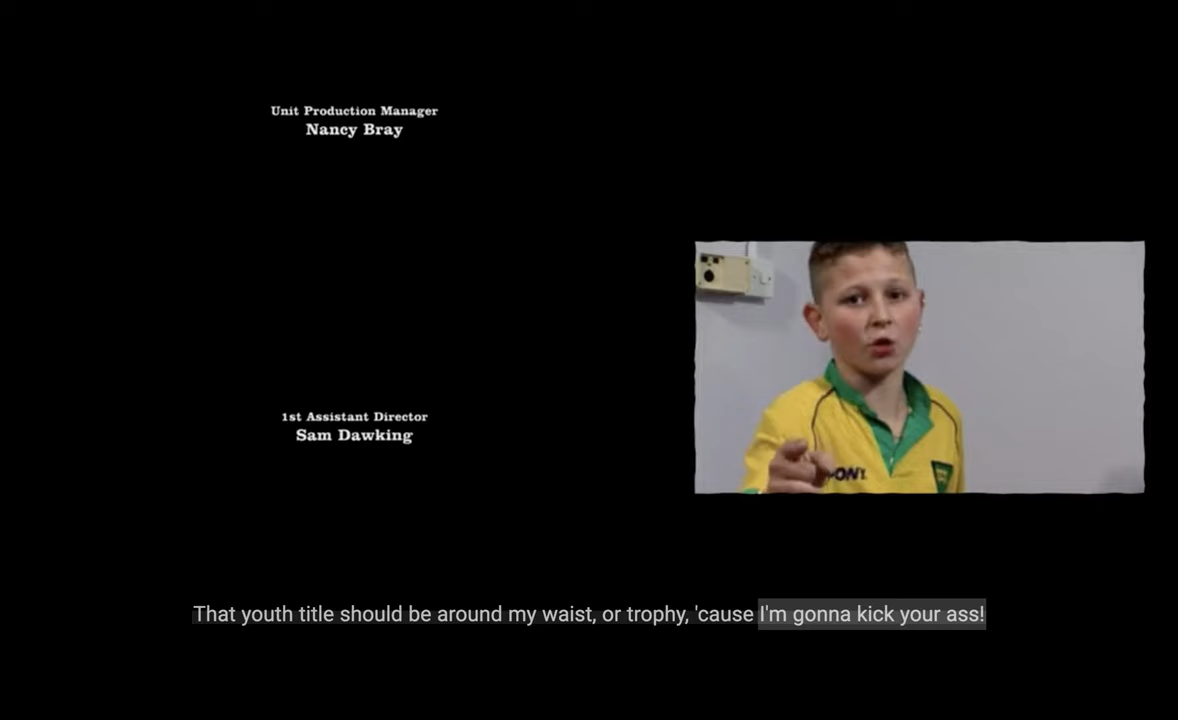 Unit Production Manager
Nancy Bray
1st Assistant Director
Sam Dawking
PONY
That youth title should be around my waist, or trophy, 'cause I'm gonna kick your ass!